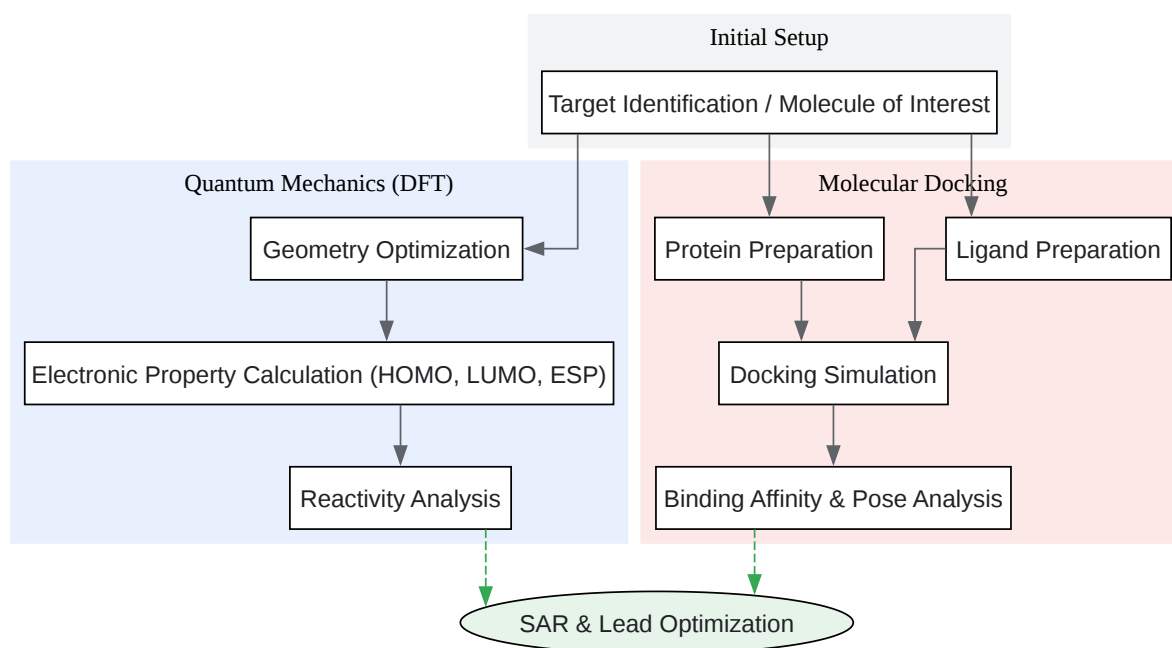 Initial Setup
Target Identification / Molecule of Interest
Quantum Mechanics (DFT)
Geometry Optimization
Electronic Property Calculation (HOMO, LUMO, ESP)
Reactivity Analysis
Molecular Docking
Protein Preparation
Ligand Preparation
Docking Simulation
Binding Affinity & Pose Analysis
SAR & Lead Optimization